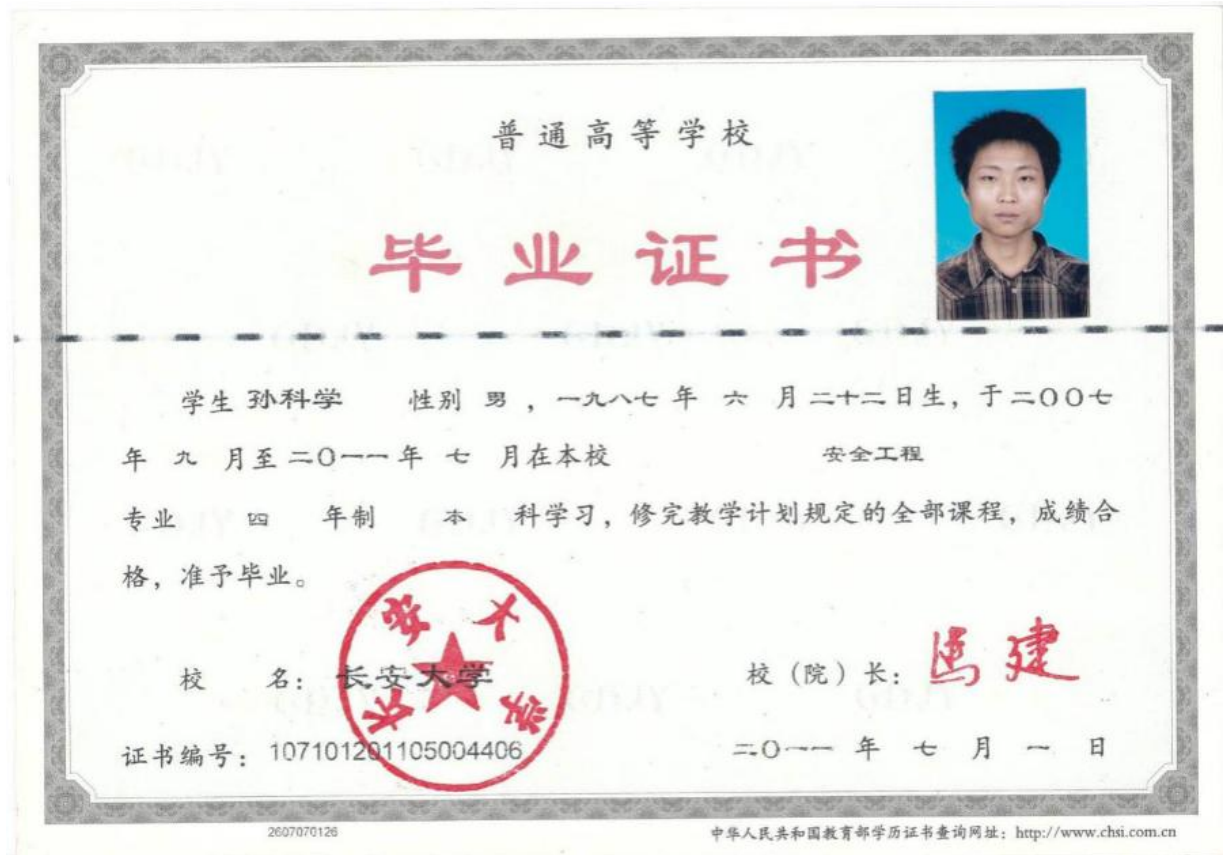 普通高等学校
毕业证书
学生 孙科学 性别 男 ，一九八七 年 六 月 二十二 日生，于 二〇〇七
年 九 月至 二〇一一 年 七 月在本校 安全工程
专业 四 年制 本 科学习，修完教学计划规定的全部课程，成绩合
格，准予毕业。
校 名：长安大学
长安大学
校（院）长：马建
证书编号：107101201105004406
二〇一一 年 七 月 一 日
2607070126
中华人民共和国教育部学历证书查询网址：http://www.chsi.com.cn